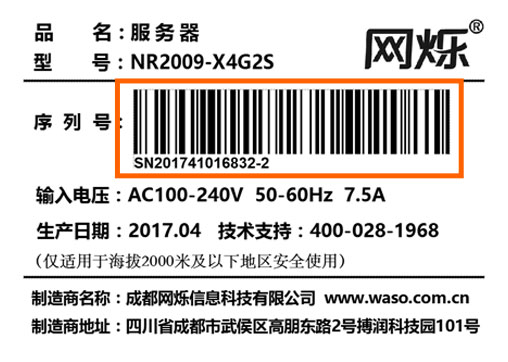 品 名:服务器
网烁®
型 号:NR2009-X4G2S
序 列 号:
SN201741016832-2
输入电压:AC100-240V 50-60Hz 7.5A
生产日期:2017.04 技术支持:400-028-1968
(仅适用于海拔2000米及以下地区安全使用)
制造商名称:成都网烁信息科技有限公司 www.waso.com.cn
制造商地址:四川省成都市武侯区高朋东路2号搏润科技园101号